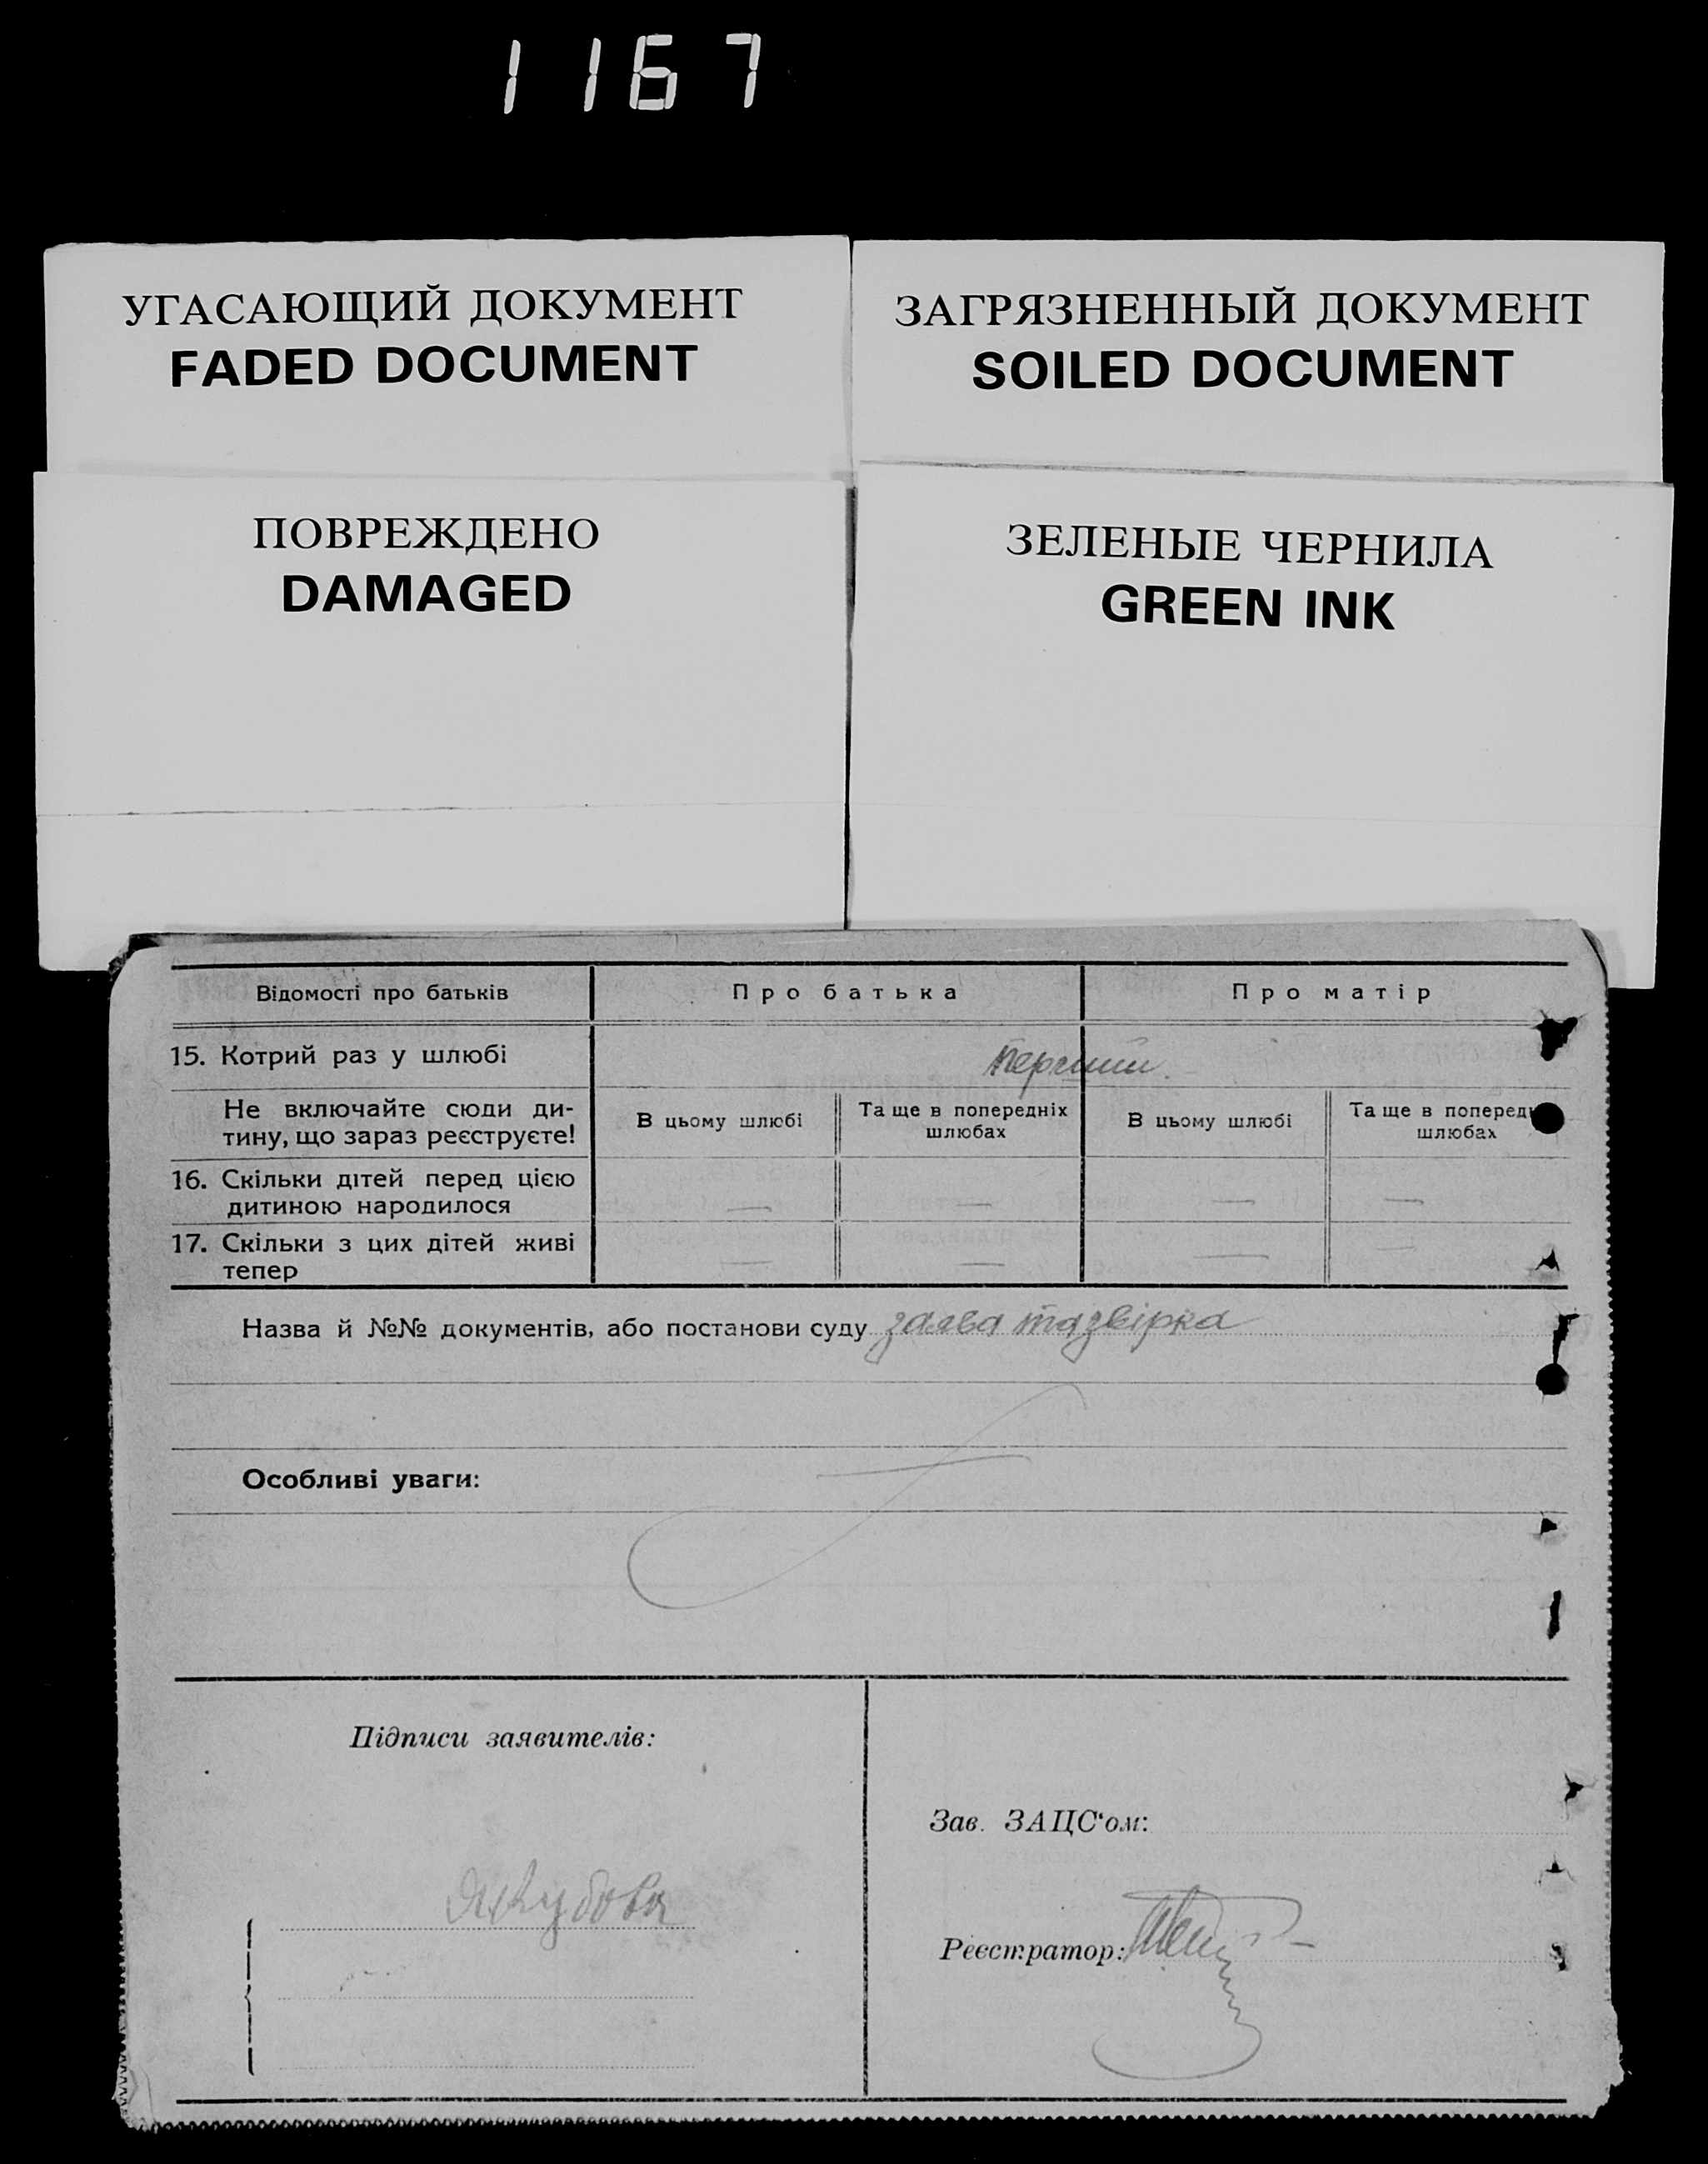 1167
УГАСАЮЩИЙ ДОКУМЕНТ
FADED DOCUMENT
ЗАГРЯЗНЕННЫЙ ДОКУМЕНТ
SOILED DOCUMENT
ПОВРЕЖДЕНО
DAMAGED
ЗЕЛЕНЫЕ ЧЕРНИЛА
GREEN INK
Відомості про батьків Про батька Про матір
15. Котрий раз у шлюбі перший
Не включайте сюди ди-
тину, що зараз реєструєте!
В цьому шлюбі
Та ще в попередніх
шлюбах
В цьому шлюбі
Та ще в поперед
шлюбах
16. Скільки дітей перед цією
дитиною народилося — — — —
17. Скільки з цих дітей живі
тепер — — — —
Назва й №№ документів, або постанови суду заява та звірка
Особливі уваги:
Підписи заявителів:
Якубова
Зав. ЗАЦС‘ом:
Реєстратор: